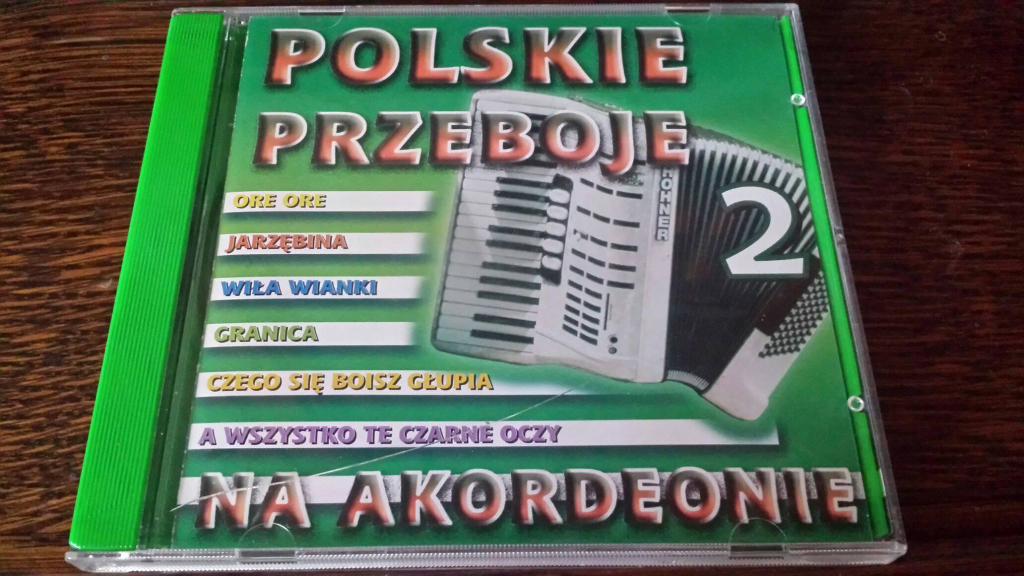 POLSKIE
PRZEBOJE
2
HOHNER
ORE ORE
JARZĘBINA
WIŁA WIANKI
GRANICA
CZEGO SIĘ BOISZ GŁUPIA
A WSZYSTKO TE CZARNE OCZY
NA AKORDEONIE